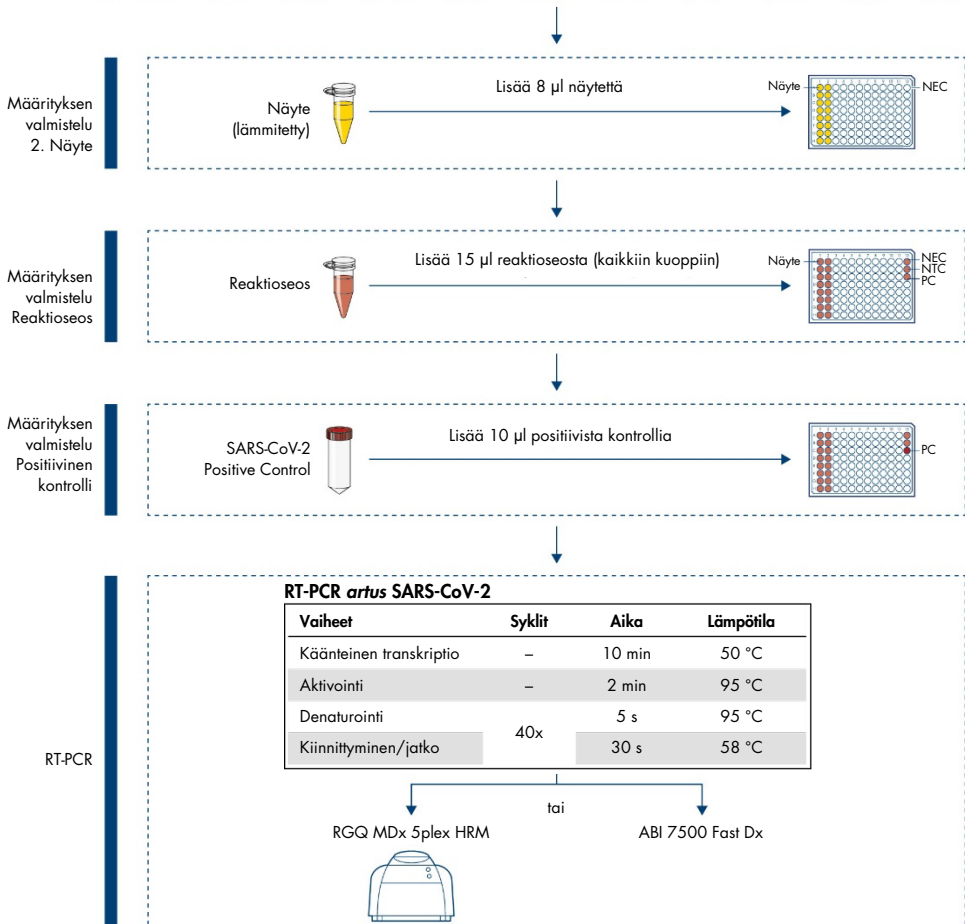 Määrityksen
valmistelu
2. Näyte
Näyte
(lämmitetty)
Lisää 8 µl näytettä
Näyte
NEC
Määrityksen
valmistelu
Reaktioseos
Reaktioseos
Lisää 15 µl reaktioseosta (kaikkiin kuoppiin)
Näyte
NEC
NTC
PC
Määrityksen
valmistelu
Positiivinen
kontrolli
SARS-CoV-2
Positive Control
Lisää 10 µl positiivista kontrollia
PC
RT-PCR
RT-PCR artus SARS-CoV-2
Vaiheet Syklit Aika Lämpötila
Käänteinen transkriptio – 10 min 50 °C
Aktivointi – 2 min 95 °C
Denaturointi 5 s 95 °C
40x
Kiinnittyminen/jatko 30 s 58 °C
tai
RGQ MDx 5plex HRM
ABI 7500 Fast Dx